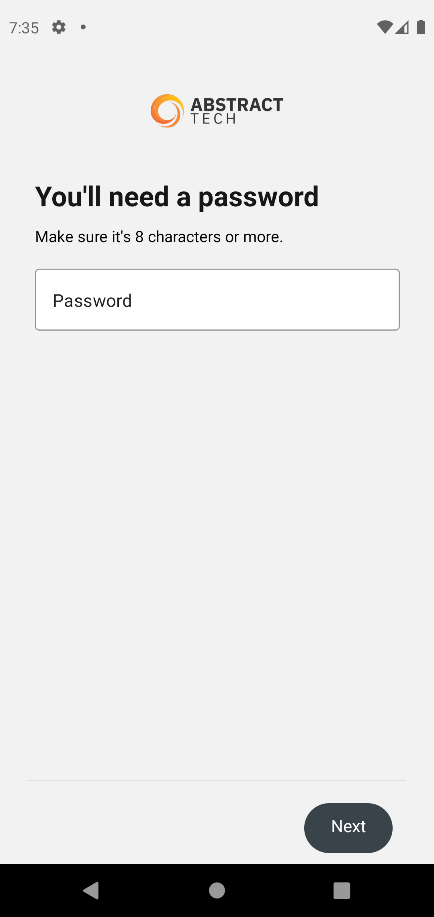 7:35
ABSTRACT
TECH
You'll need a password
Make sure it's 8 characters or more.
Password
Next